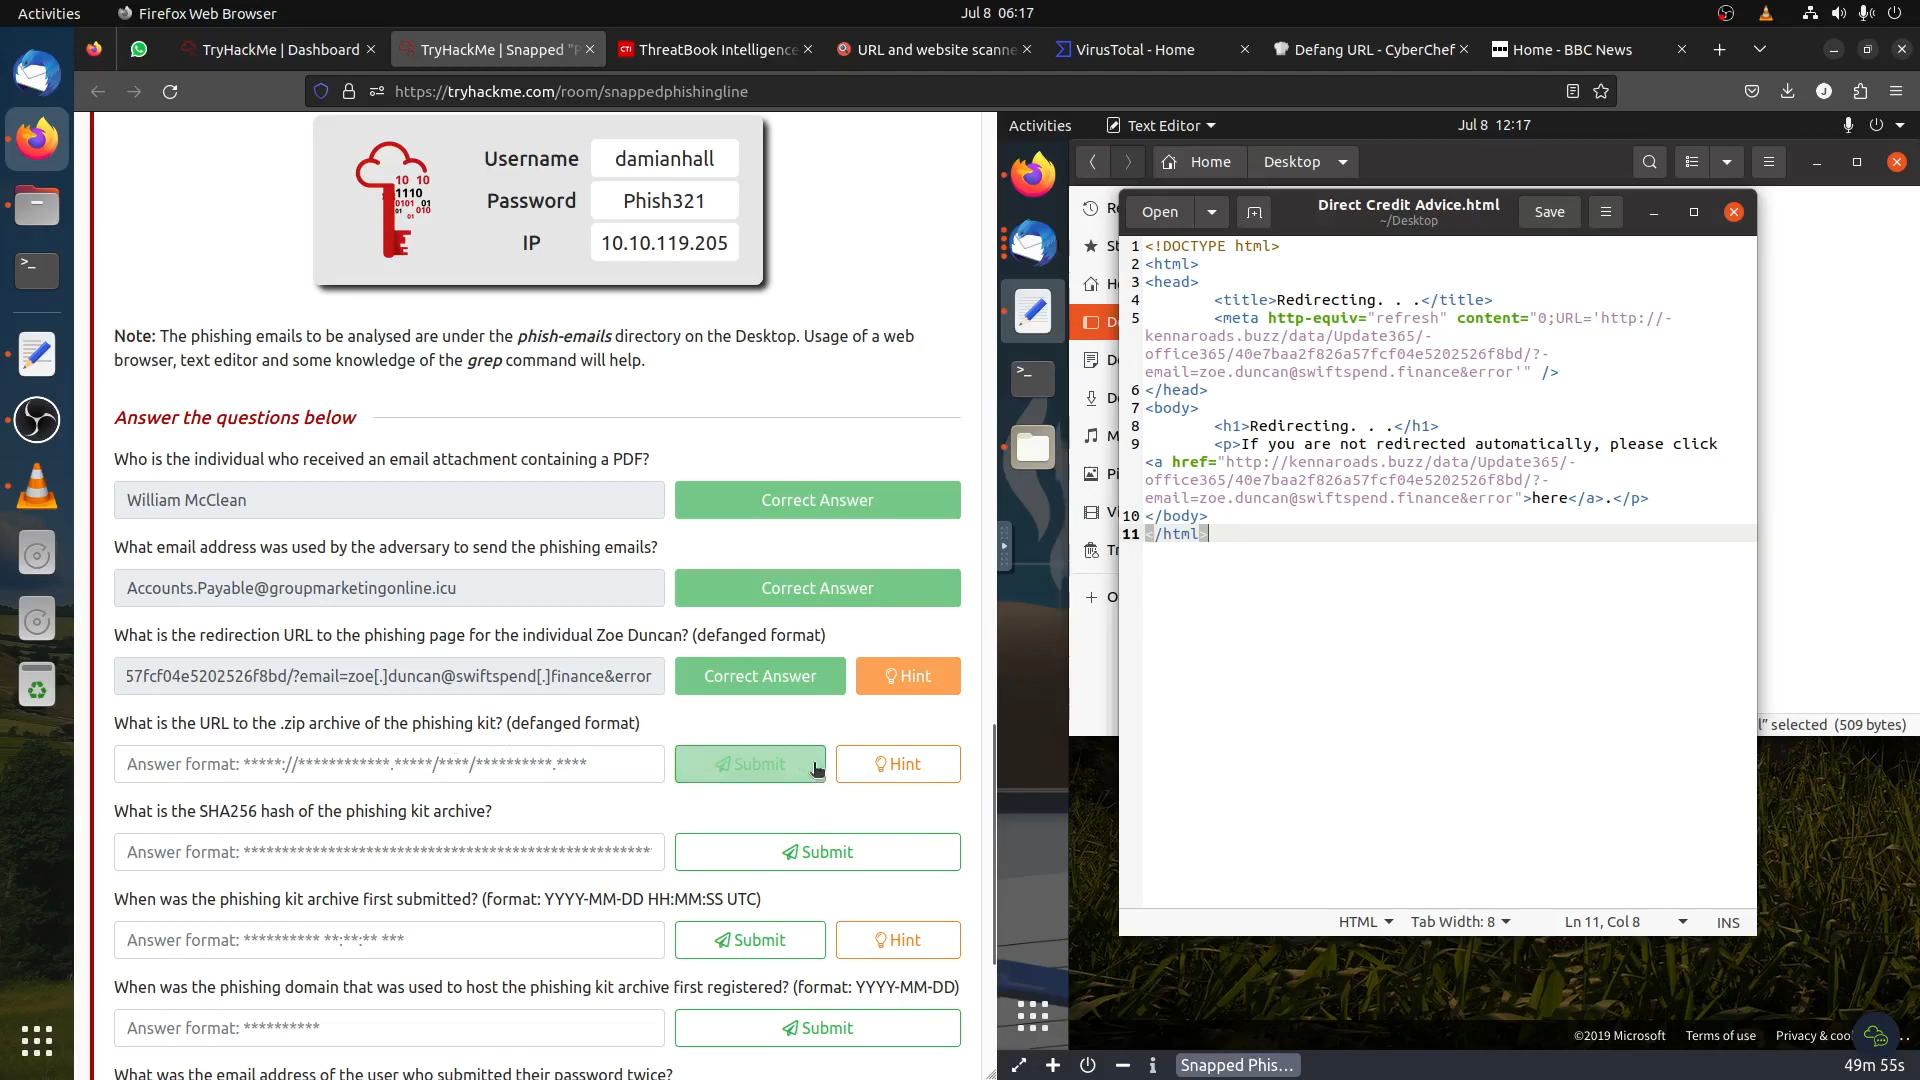 Activities
Firefox Web Browser
Jul 8 06:17
TryHackMe | Dashboard
TryHackMe | Snapped "P
CTI
ThreatBook Intelligence
URL and website scanne
VirusTotal - Home
Defang URL - CyberChef
Home - BBC News
https://tryhackme.com/room/snappedphishingline
J
Username damianhall
Password Phish321
IP 10.10.119.205
Note: The phishing emails to be analysed are under the phish-emails directory on the Desktop. Usage of a web
browser, text editor and some knowledge of the grep command will help.
Answer the questions below
Who is the individual who received an email attachment containing a PDF?
William McClean
Correct Answer
What email address was used by the adversary to send the phishing emails?
Accounts.Payable@groupmarketingonline.icu
Correct Answer
What is the redirection URL to the phishing page for the individual Zoe Duncan? (defanged format)
57fcf04e5202526f8bd/?email=zoe[.]duncan@swiftspend[.]finance&error
Correct Answer
Hint
What is the URL to the .zip archive of the phishing kit? (defanged format)
Answer format: *****://************.*****/****/**********.****
Submit
Hint
What is the SHA256 hash of the phishing kit archive?
Answer format: ****************************************************
Submit
When was the phishing kit archive first submitted? (format: YYYY-MM-DD HH:MM:SS UTC)
Answer format: ********** **:**:** ***
Submit
Hint
When was the phishing domain that was used to host the phishing kit archive first registered? (format: YYYY-MM-DD)
Answer format: **********
Submit
What was the email address of the user who submitted their password twice?
Activities
Text Editor
Jul 8 12:17
Home
Desktop
Open
Direct Credit Advice.html
~/Desktop
Save
1 <!DOCTYPE html>
2 <html>
3 <head>
4 <title>Redirecting. . .</title>
5 <meta http-equiv="refresh" content="0;URL='http://-
kennaroads.buzz/data/Update365/-
office365/40e7baa2f826a57fcf04e5202526f8bd/?-
email=zoe.duncan@swiftspend.finance&error'" />
6 </head>
7 <body>
8 <h1>Redirecting. . .</h1>
9 <p>If you are not redirected automatically, please click
<a href="http://kennaroads.buzz/data/Update365/-
office365/40e7baa2f826a57fcf04e5202526f8bd/?-
email=zoe.duncan@swiftspend.finance&error">here</a>.</p>
10 </body>
11 </html>
HTML
Tab Width: 8
Ln 11, Col 8
INS
l" selected (509 bytes)
©2019 Microsoft
Terms of use
Privacy & coo
Snapped Phis...
49m 55s